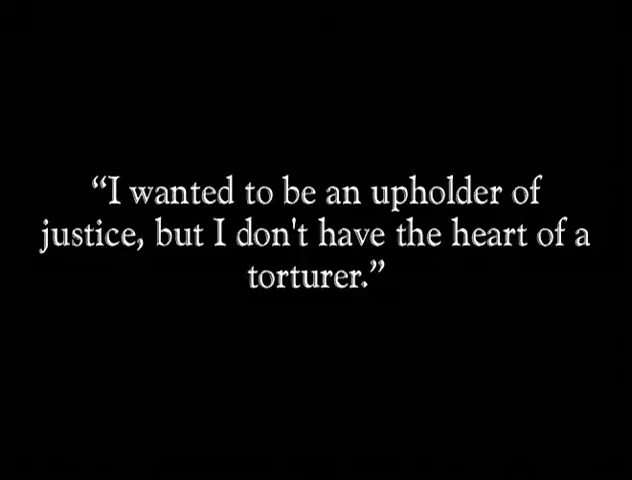 “I wanted to be an upholder of
justice, but I don't have the heart of a
torturer.”